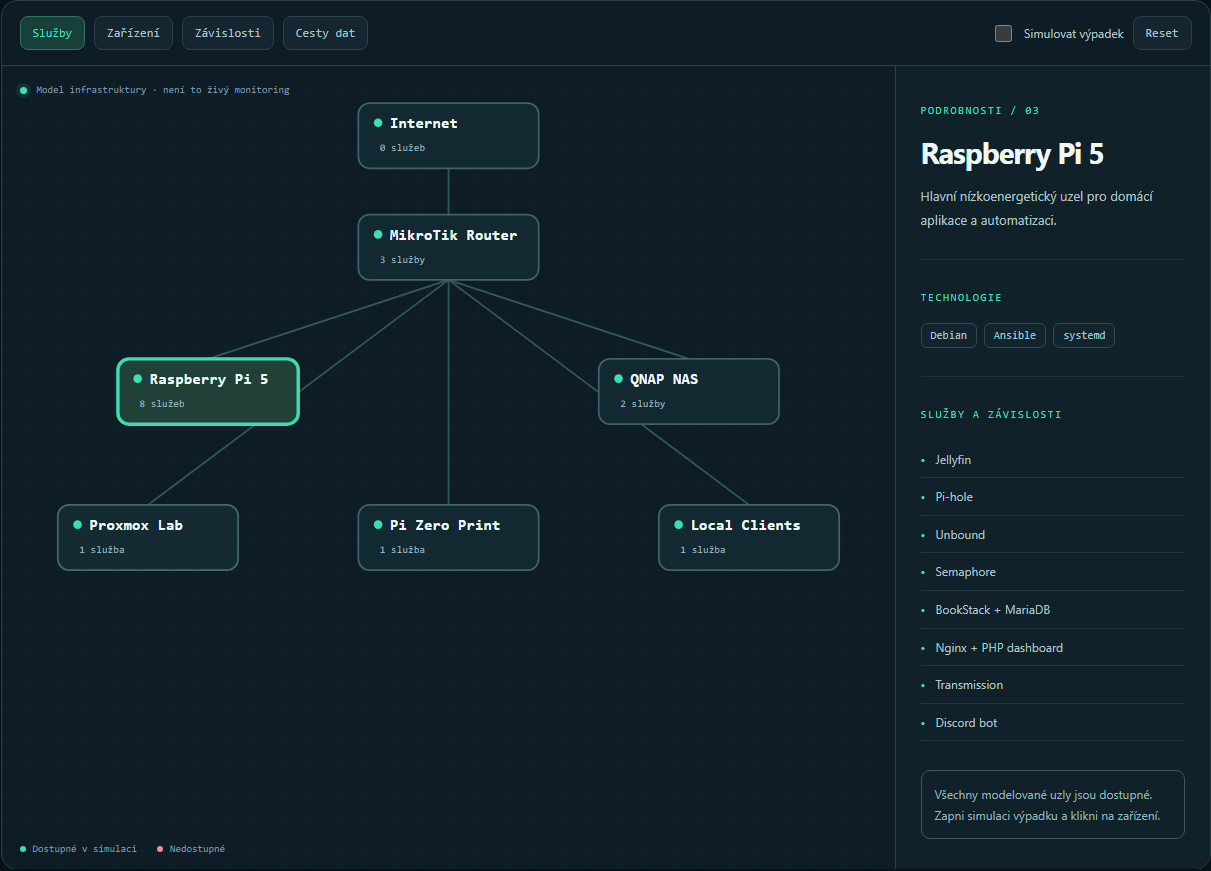 Služby
Zařízení
Závislosti
Cesty dat
Simulovat výpadek
Reset
Model infrastruktury · není to živý monitoring
Internet
0 služeb
MikroTik Router
3 služby
Raspberry Pi 5
8 služeb
QNAP NAS
2 služby
Proxmox Lab
1 služba
Pi Zero Print
1 služba
Local Clients
1 služba
Dostupné v simulaci
Nedostupné
PODROBNOSTI / 03
Raspberry Pi 5
Hlavní nízkoenergetický uzel pro domácí
aplikace a automatizaci.
TECHNOLOGIE
Debian
Ansible
systemd
SLUŽBY A ZÁVISLOSTI
• Jellyfin
• Pi-hole
• Unbound
• Semaphore
• BookStack + MariaDB
• Nginx + PHP dashboard
• Transmission
• Discord bot
Všechny modelované uzly jsou dostupné.
Zapni simulaci výpadku a klikni na zařízení.